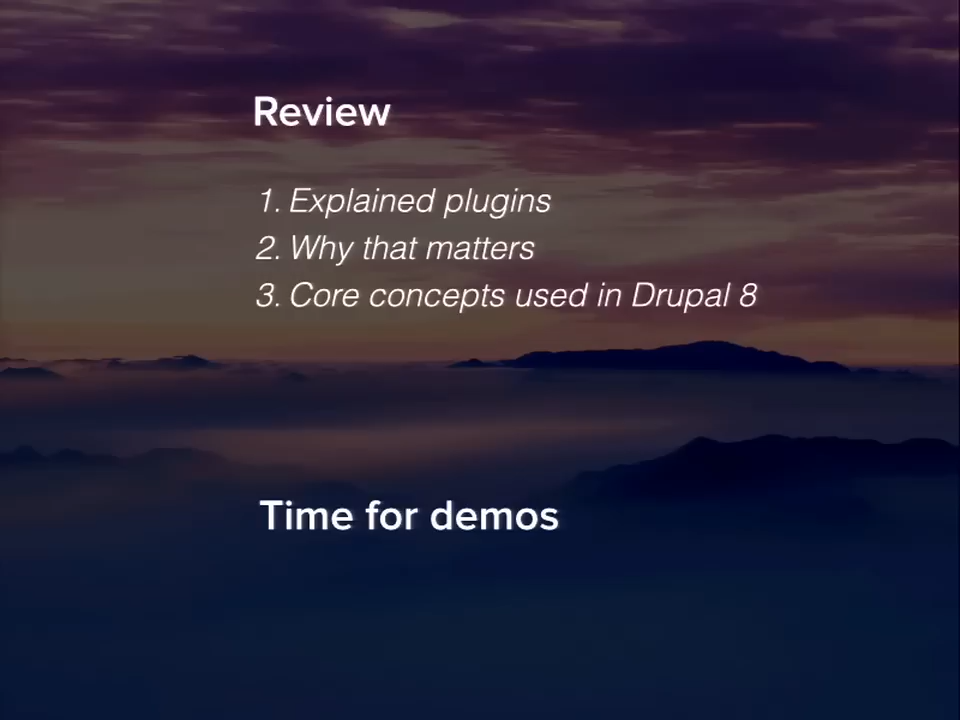 Review
1. Explained plugins
2. Why that matters
3. Core concepts used in Drupal 8
Time for demos